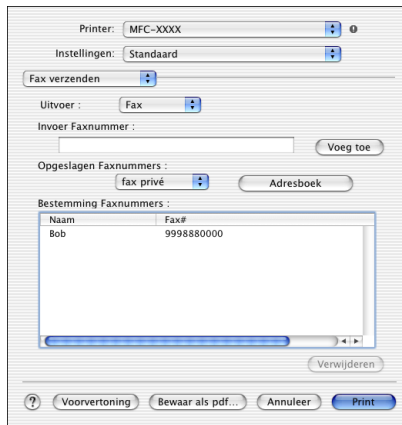 Printer: MFC-XXXX
Instellingen: Standaard
Fax verzenden
Uitvoer : Fax
Invoer Faxnummer :
Voeg toe
Opgeslagen Faxnummers :
fax privé Adresboek
Bestemming Faxnummers :
Naam Fax#
Bob 9998880000
Verwijderen
? Voorvertoning Bewaar als pdf... Annuleer Print